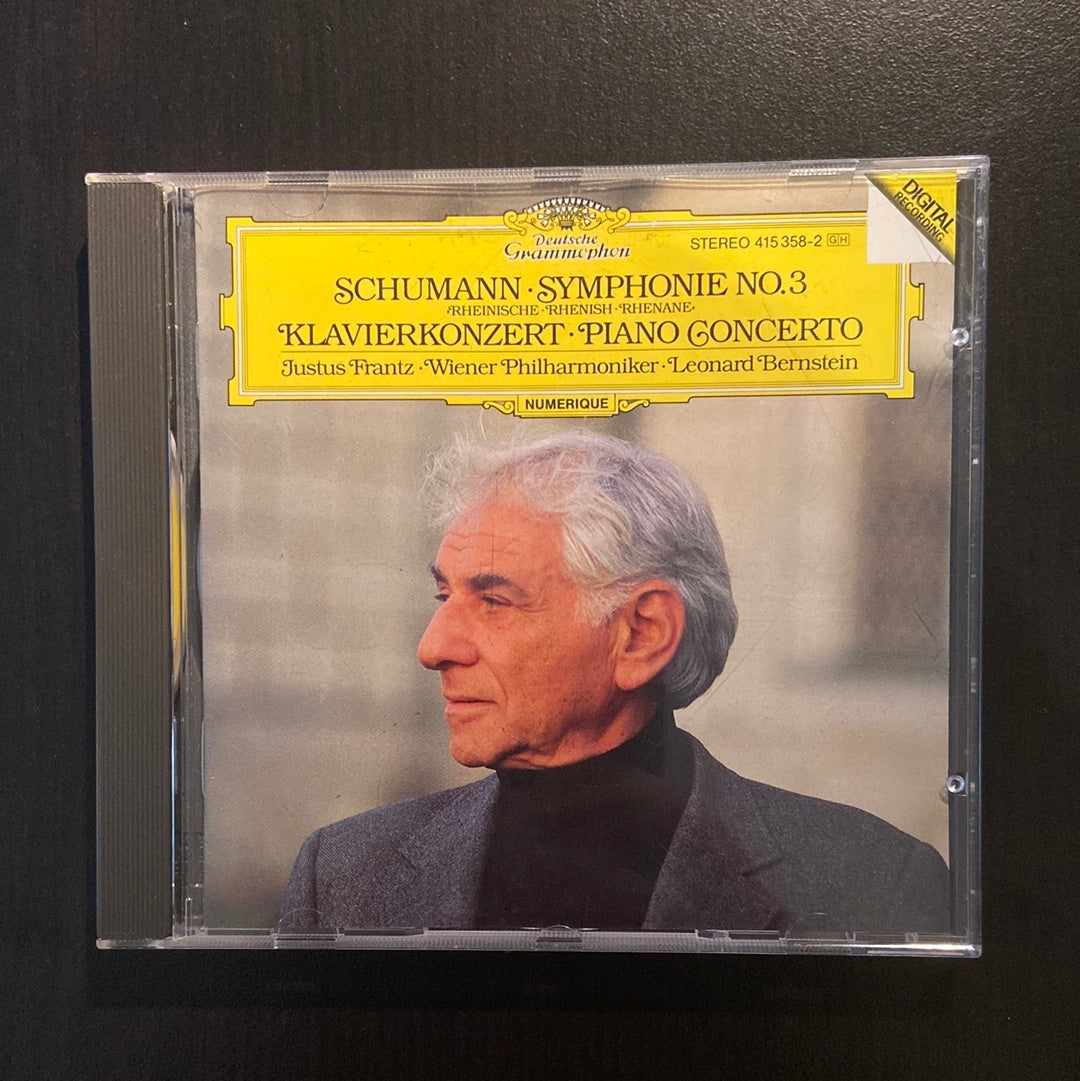 DIGITAL
RECORDING
Deutsche
Grammophon
STEREO 415 358-2 GH
SCHUMANN · SYMPHONIE NO. 3
»RHEINISCHE · RHENISH · RHENANE«
KLAVIERKONZERT · PIANO CONCERTO
Justus Frantz · Wiener Philharmoniker · Leonard Bernstein
NUMERIQUE